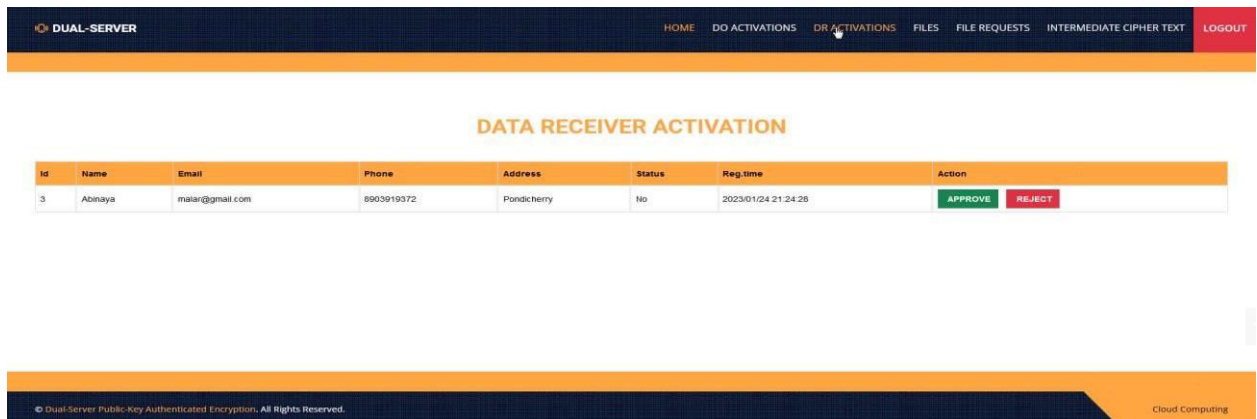 DUAL-SERVER HOME DO ACTIVATIONS DR ACTIVATIONS FILES FILE REQUESTS INTERMEDIATE CIPHER TEXT LOGOUT
DATA RECEIVER ACTIVATION
Id Name Email Phone Address Status Reg.time Action
3 Abinaya malar@gmail.com 8903919372 Pondicherry No 2023/01/24 21:24:28 APPROVE REJECT
© Dual-Server Public-Key Authenticated Encryption. All Rights Reserved. Cloud Computing